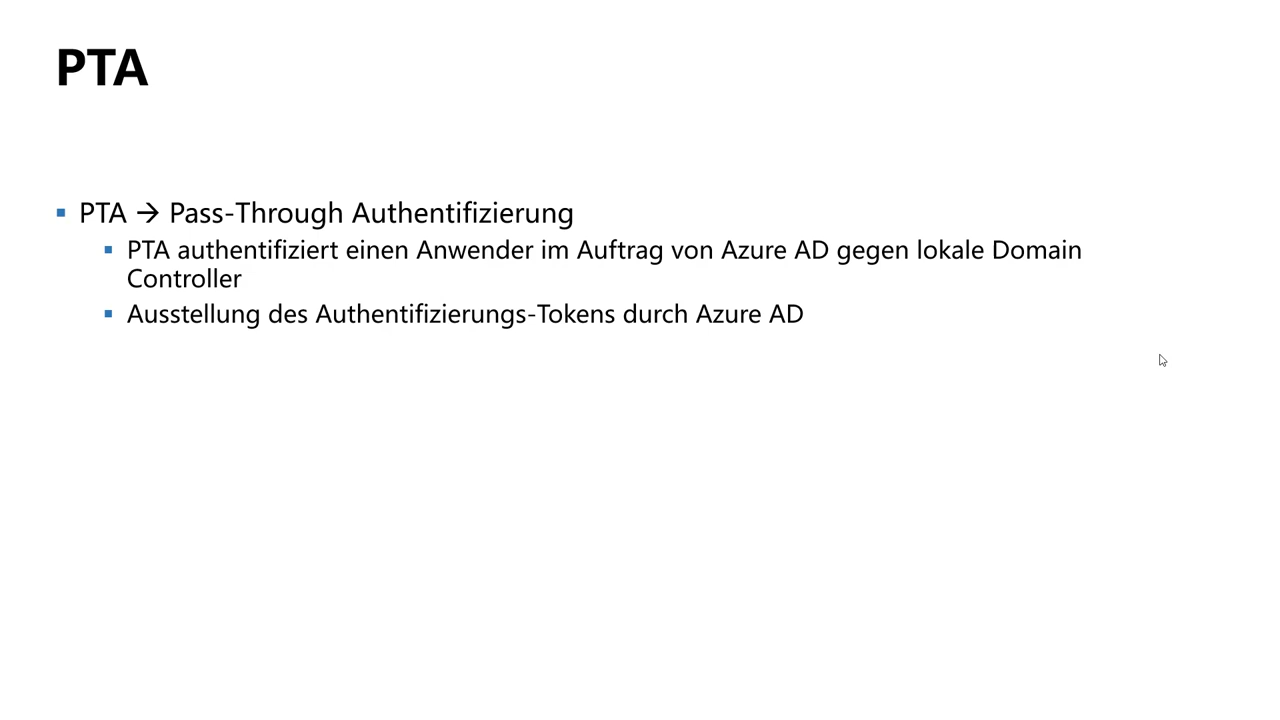 PTA
PTA → Pass-Through Authentifizierung
PTA authentifiziert einen Anwender im Auftrag von Azure AD gegen lokale Domain
Controller
Ausstellung des Authentifizierungs-Tokens durch Azure AD